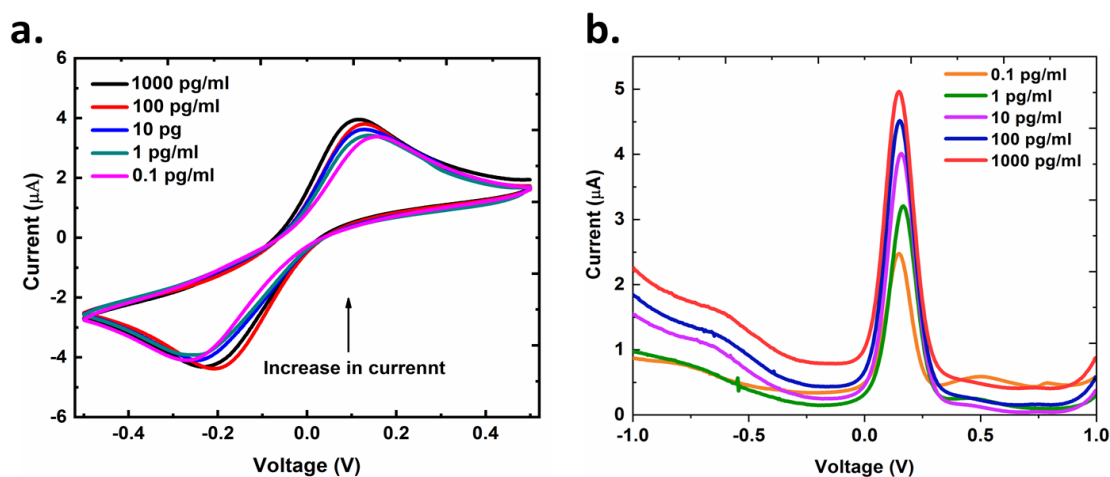 a.
6
4
2
0
-2
-4
-6
Current (µA)
1000 pg/ml
100 pg/ml
10 pg
1 pg/ml
0.1 pg/ml
Increase in currennt
-0.4
-0.2
0.0
0.2
0.4
Voltage (V)
b.
5
4
3
2
1
0
Current (µA)
0.1 pg/ml
1 pg/ml
10 pg/ml
100 pg/ml
1000 pg/ml
-1.0
-0.5
0.0
0.5
1.0
Voltage (V)